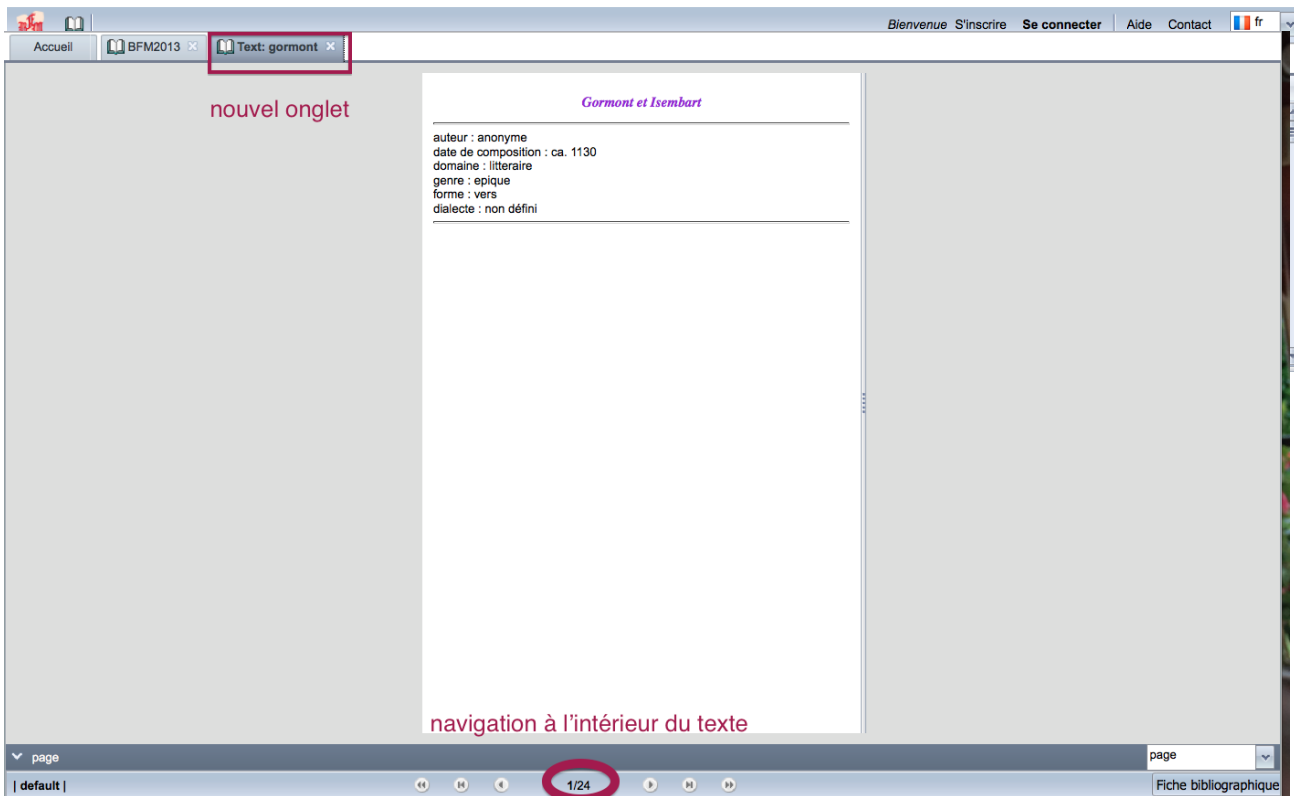 Bienvenue S'inscrire Se connecter Aide Contact fr
Accueil BFM2013 Text: gormont
nouvel onglet
Gormont et Isembart
auteur : anonyme
date de composition : ca. 1130
domaine : litteraire
genre : epique
forme : vers
dialecte : non défini
navigation à l'intérieur du texte
page page
| default | 1/24 Fiche bibliographique